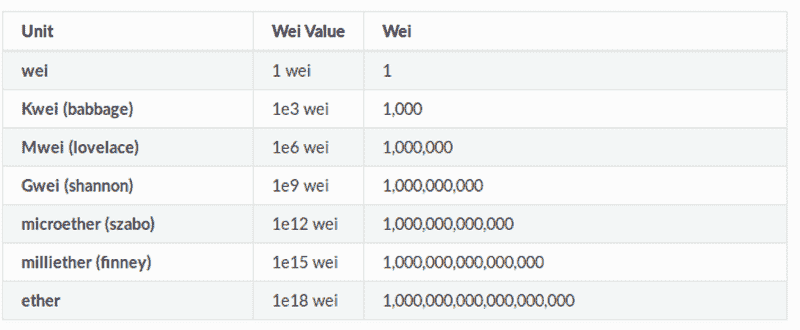 Unit Wei Value Wei
wei 1 wei 1
Kwei (babbage) 1e3 wei 1,000
Mwei (lovelace) 1e6 wei 1,000,000
Gwei (shannon) 1e9 wei 1,000,000,000
microether (szabo) 1e12 wei 1,000,000,000,000
milliether (finney) 1e15 wei 1,000,000,000,000,000
ether 1e18 wei 1,000,000,000,000,000,000